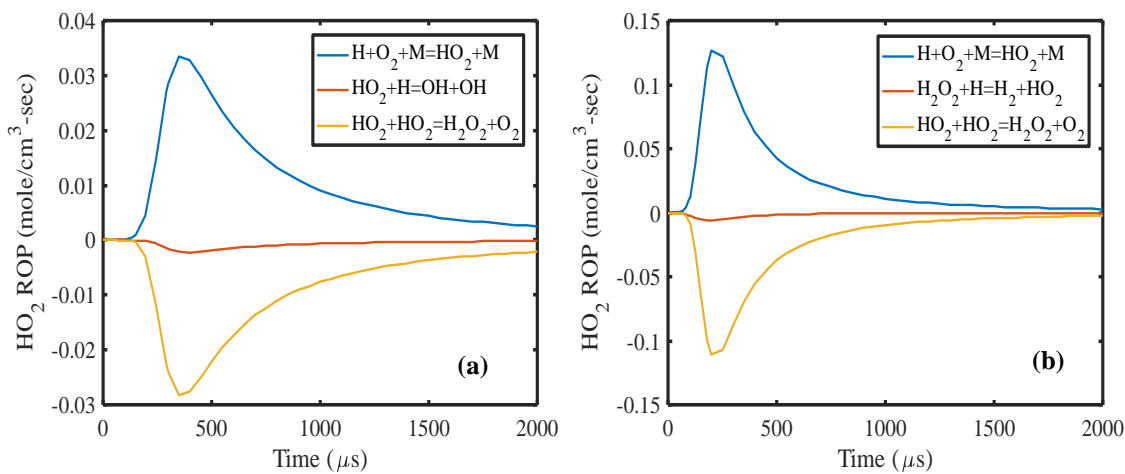 0.04
0.03
0.02
0.01
0
-0.01
-0.02
-0.03
HO₂ ROP (mole/cm³-sec)
H+O₂+M=HO₂+M
HO₂+H=OH+OH
HO₂+HO₂=H₂O₂+O₂
(a)
0 500 1000 1500 2000
Time (μs)
0.15
0.1
0.05
0
-0.05
-0.1
-0.15
HO₂ ROP (mole/cm³-sec)
H+O₂+M=HO₂+M
H₂O₂+H=H₂+HO₂
HO₂+HO₂=H₂O₂+O₂
(b)
0 500 1000 1500 2000
Time (μs)